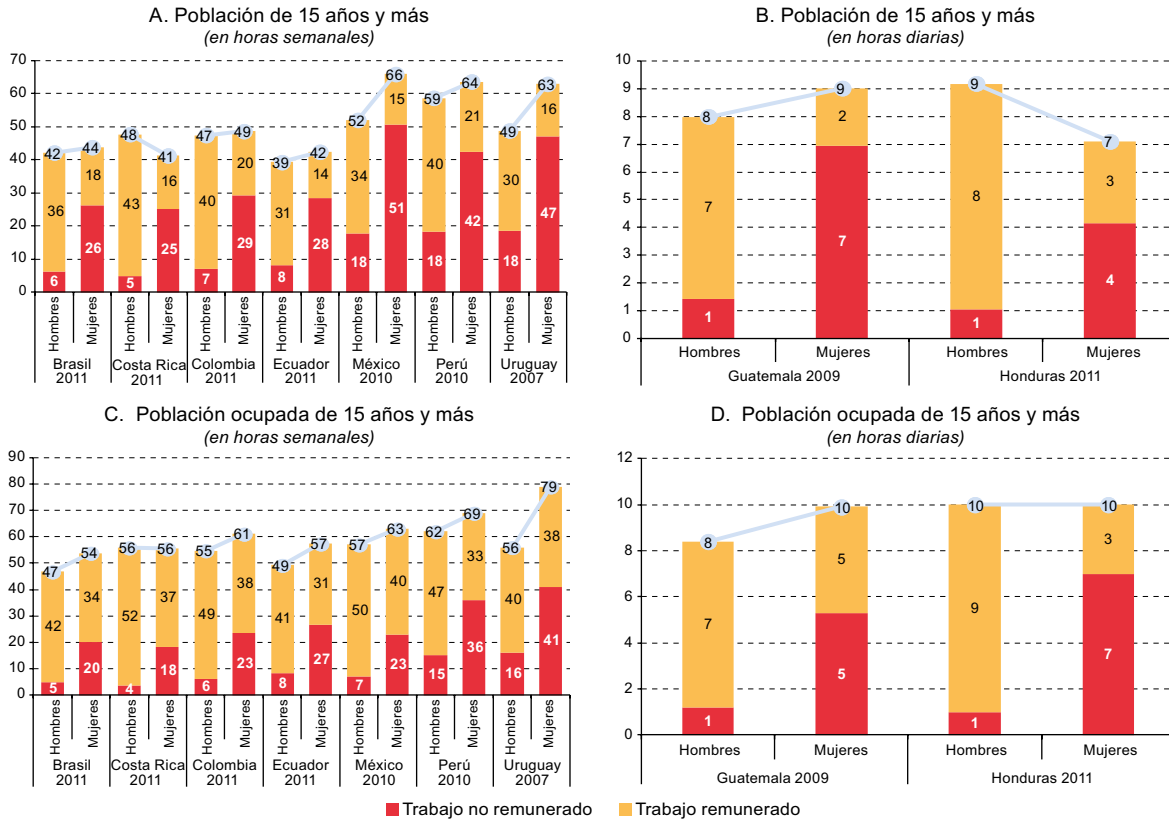 A. Población de 15 años y más
(en horas semanales)
70
60
50
40
30
20
10
0
42 44 48 41 47 49 39 42 52 66 59 64 49 63
36 18 43 16 40 20 31 14 34 15 40 21 30 16
6 26 5 25 7 29 8 28 18 51 18 42 18 47
Hombres Mujeres Hombres Mujeres Hombres Mujeres Hombres Mujeres Hombres Mujeres Hombres Mujeres Hombres Mujeres
Brasil Costa Rica Colombia Ecuador México Perú Uruguay
2011 2011 2011 2011 2010 2010 2007
B. Población de 15 años y más
(en horas diarias)
10
9
8
7
6
5
4
3
2
1
0
8 9 9 7
7 2 8 3
1 7 1 4
Hombres Mujeres Hombres Mujeres
Guatemala 2009 Honduras 2011
C. Población ocupada de 15 años y más
(en horas semanales)
90
80
70
60
50
40
30
20
10
0
47 54 56 56 55 61 49 57 57 63 62 69 56 79
42 34 52 37 49 38 41 31 50 40 47 33 40 38
5 20 4 18 6 23 8 27 7 23 15 36 16 41
Hombres Mujeres Hombres Mujeres Hombres Mujeres Hombres Mujeres Hombres Mujeres Hombres Mujeres Hombres Mujeres
Brasil Costa Rica Colombia Ecuador México Perú Uruguay
2011 2011 2011 2011 2010 2010 2007
D. Población ocupada de 15 años y más
(en horas diarias)
12
10
8
6
4
2
0
8 10 10 10
7 5 9 3
1 5 1 7
Hombres Mujeres Hombres Mujeres
Guatemala 2009 Honduras 2011
Trabajo no remunerado Trabajo remunerado